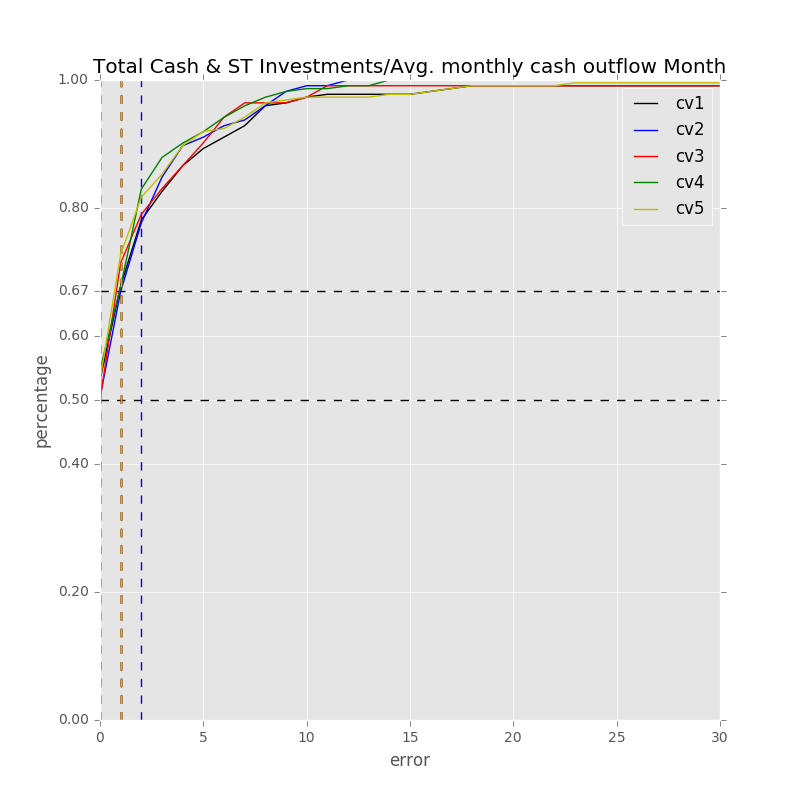 Total Cash & ST Investments/Avg. monthly cash outflow Month
1.00
cv1
cv2
cv3
cv4
cv5
0.80
0.67
0.60
0.50
0.40
0.20
0.00
percentage
0 5 10 15 20 25 30
error